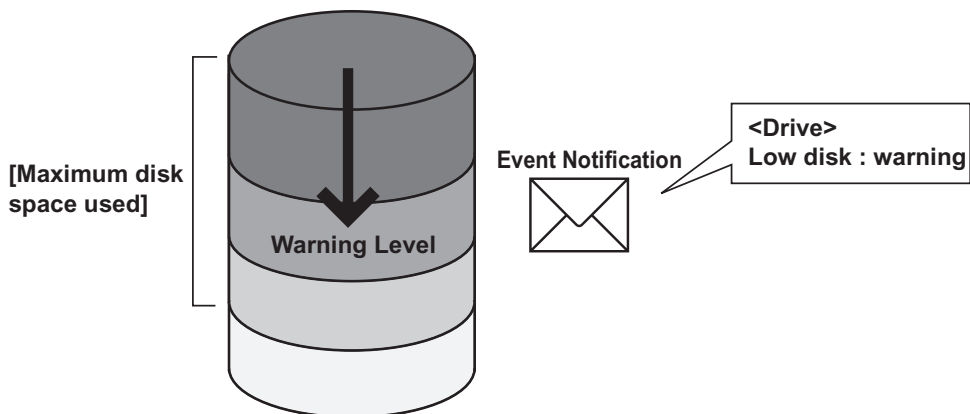 [Maximum disk
space used]
Warning Level
Event Notification
<Drive>
Low disk : warning